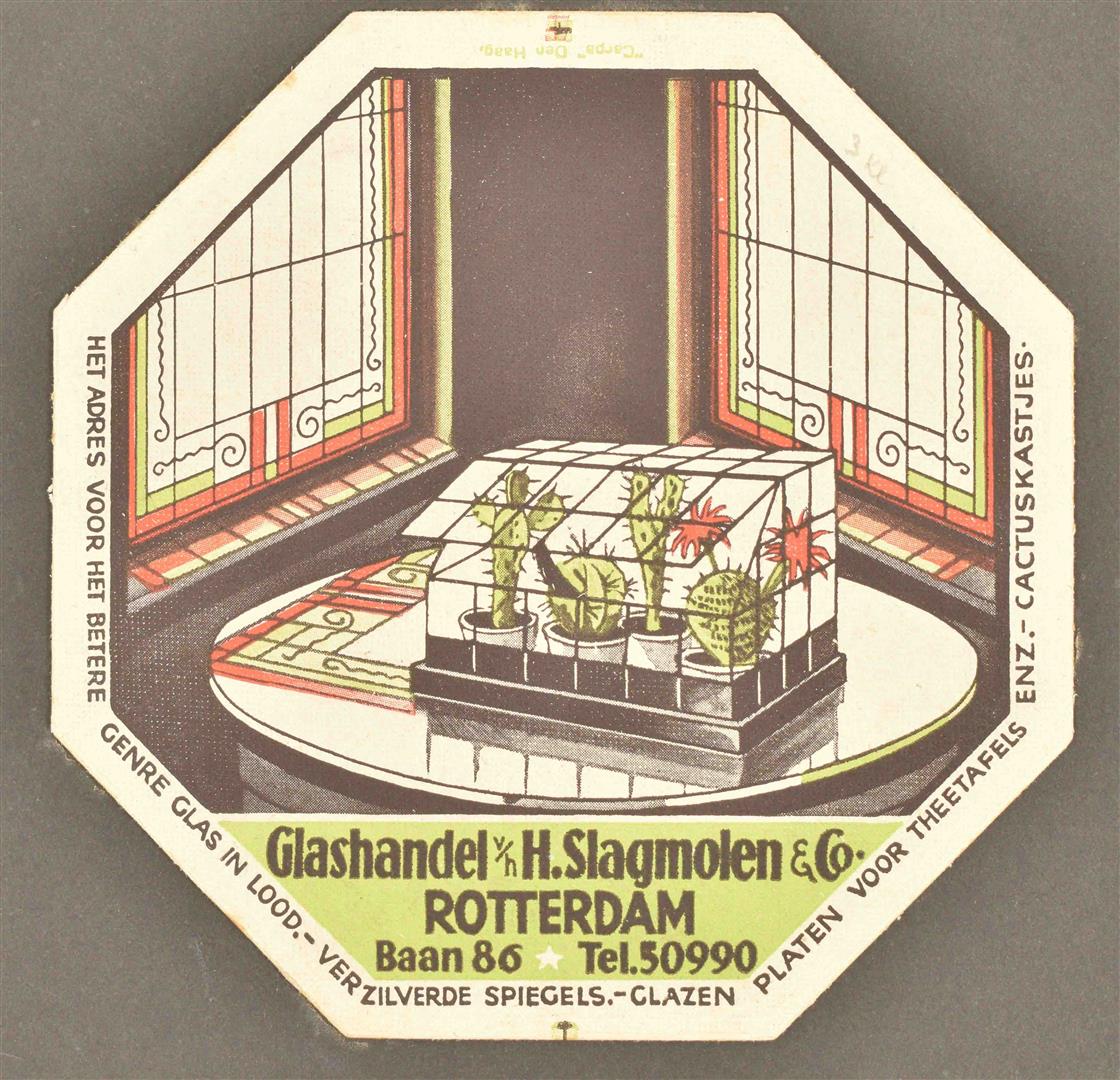 "Carpa" Den Haag,
HET ADRES VOOR HET BETERE GENRE GLAS IN LOOD.- VERZILVERDE SPIEGELS.- GLAZEN PLATEN VOOR THEETAFELS ENZ.- CACTUSKASTJES.
Glashandel v/h H. Slagmolen & Co.
ROTTERDAM
Baan 86 ★ Tel. 50990